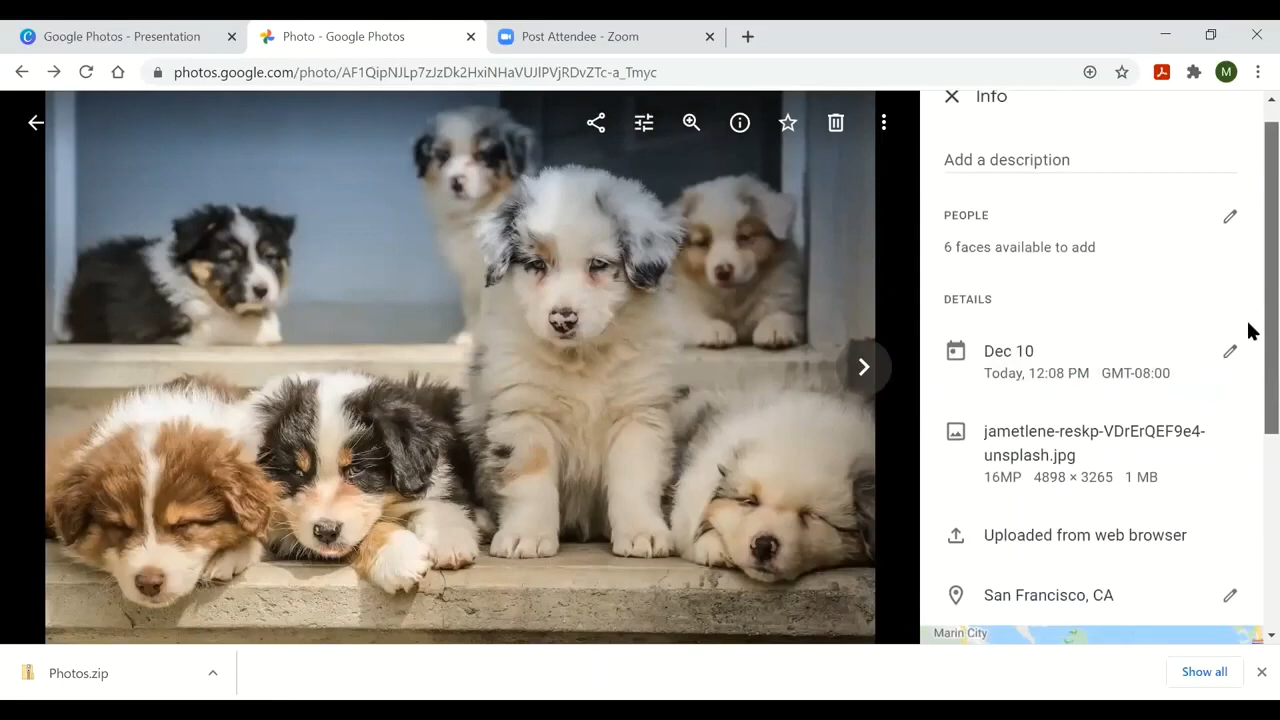 Google Photos - Presentation
Photo - Google Photos
Post Attendee - Zoom
photos.google.com/photo/AF1QipNJLp7zJzDk2HxiNHaVUJlPVjRDvZTc-a_Tmyc
M
Info
Add a description
PEOPLE
6 faces available to add
DETAILS
Dec 10
Today, 12:08 PM GMT-08:00
jametlene-reskp-VDrErQEF9e4-
unsplash.jpg
16MP 4898 × 3265 1 MB
Uploaded from web browser
San Francisco, CA
Marin City
Photos.zip
Show all